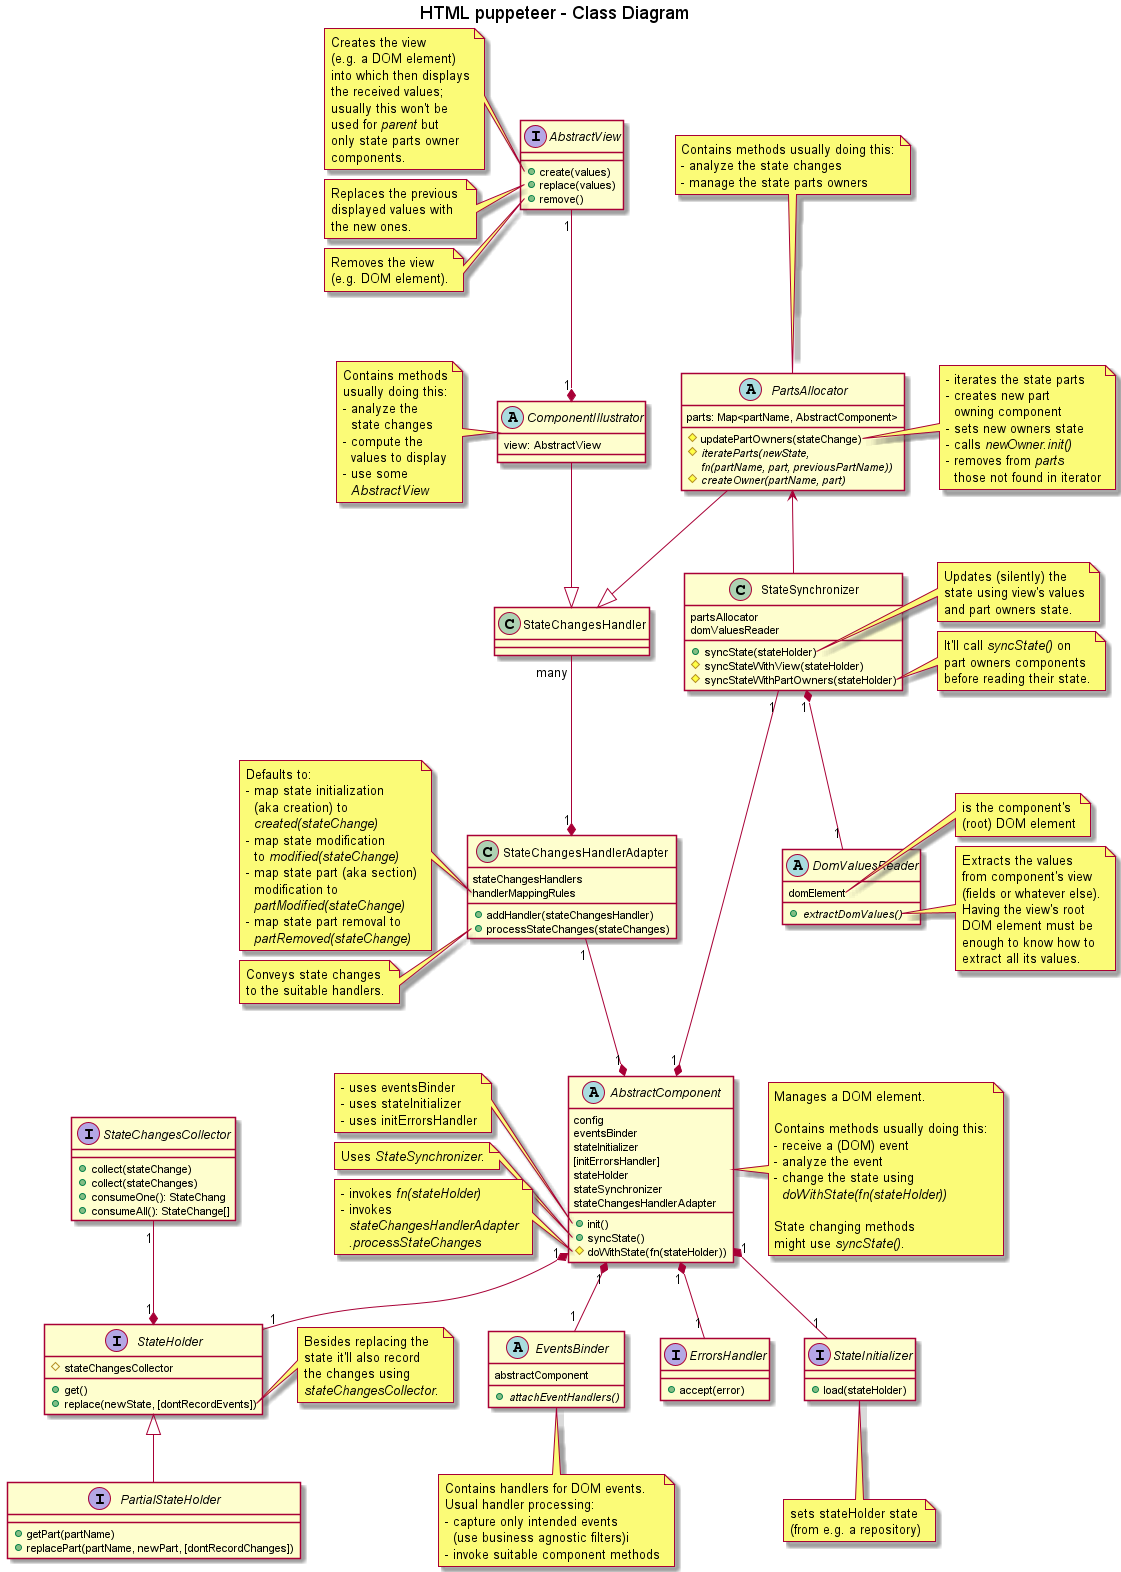 HTML puppeteer - Class Diagram
Creates the view
(e.g. a DOM element)
into which then displays
the received values;
usually this won't be
used for parent but
only state parts owner
components.
Replaces the previous
displayed values with
the new ones.
Removes the view
(e.g. DOM element).
I AbstractView
create(values)
replace(values)
remove()
1
1
Contains methods usually doing this:
- analyze the state changes
- manage the state parts owners
Contains methods
usually doing this:
- analyze the
state changes
- compute the
values to display
- use some
AbstractView
A ComponentIllustrator
view: AbstractView
A PartsAllocator
parts: Map<partName, AbstractComponent>
updatePartOwners(stateChange)
iterateParts(newState,
fn(partName, part, previousPartName))
createOwner(partName, part)
- iterates the state parts
- creates new part
owning component
- sets new owners state
- calls newOwner.init()
- removes from parts
those not found in iterator
C StateChangesHandler
many
1
C StateSynchronizer
partsAllocator
domValuesReader
syncState(stateHolder)
syncStateWithView(stateHolder)
syncStateWithPartOwners(stateHolder)
1
1
1
Updates (silently) the
state using view's values
and part owners state.
It'll call syncState() on
part owners components
before reading their state.
Defaults to:
- map state initialization
(aka creation) to
created(stateChange)
- map state modification
to modified(stateChange)
- map state part (aka section)
modification to
partModified(stateChange)
- map state part removal to
partRemoved(stateChange)
Conveys state changes
to the suitable handlers.
C StateChangesHandlerAdapter
stateChangesHandlers
handlerMappingRules
addHandler(stateChangesHandler)
processStateChanges(stateChanges)
1
1
1
A DomValuesReader
domElement
extractDomValues()
is the component's
(root) DOM element
Extracts the values
from component's view
(fields or whatever else).
Having the view's root
DOM element must be
enough to know how to
extract all its values.
- uses eventsBinder
- uses stateInitializer
- uses initErrorsHandler
Uses StateSynchronizer.
- invokes fn(stateHolder)
- invokes
stateChangesHandlerAdapter
.processStateChanges
A AbstractComponent
config
eventsBinder
stateInitializer
[initErrorsHandler]
stateHolder
stateSynchronizer
stateChangesHandlerAdapter
init()
syncState()
doWithState(fn(stateHolder))
Manages a DOM element.
Contains methods usually doing this:
- receive a (DOM) event
- analyze the event
- change the state using
doWithState(fn(stateHolder))
State changing methods
might use syncState().
I StateChangesCollector
collect(stateChange)
collect(stateChanges)
consumeOne(): StateChang
consumeAll(): StateChange[]
1
1
1
1
1
1
1
1
1
1
I StateHolder
stateChangesCollector
get()
replace(newState, [dontRecordEvents])
Besides replacing the
state it'll also record
the changes using
stateChangesCollector.
A EventsBinder
abstractComponent
attachEventHandlers()
I ErrorsHandler
accept(error)
I StateInitializer
load(stateHolder)
I PartialStateHolder
getPart(partName)
replacePart(partName, newPart, [dontRecordChanges])
Contains handlers for DOM events.
Usual handler processing:
- capture only intended events
(use business agnostic filters)i
- invoke suitable component methods
sets stateHolder state
(from e.g. a repository)